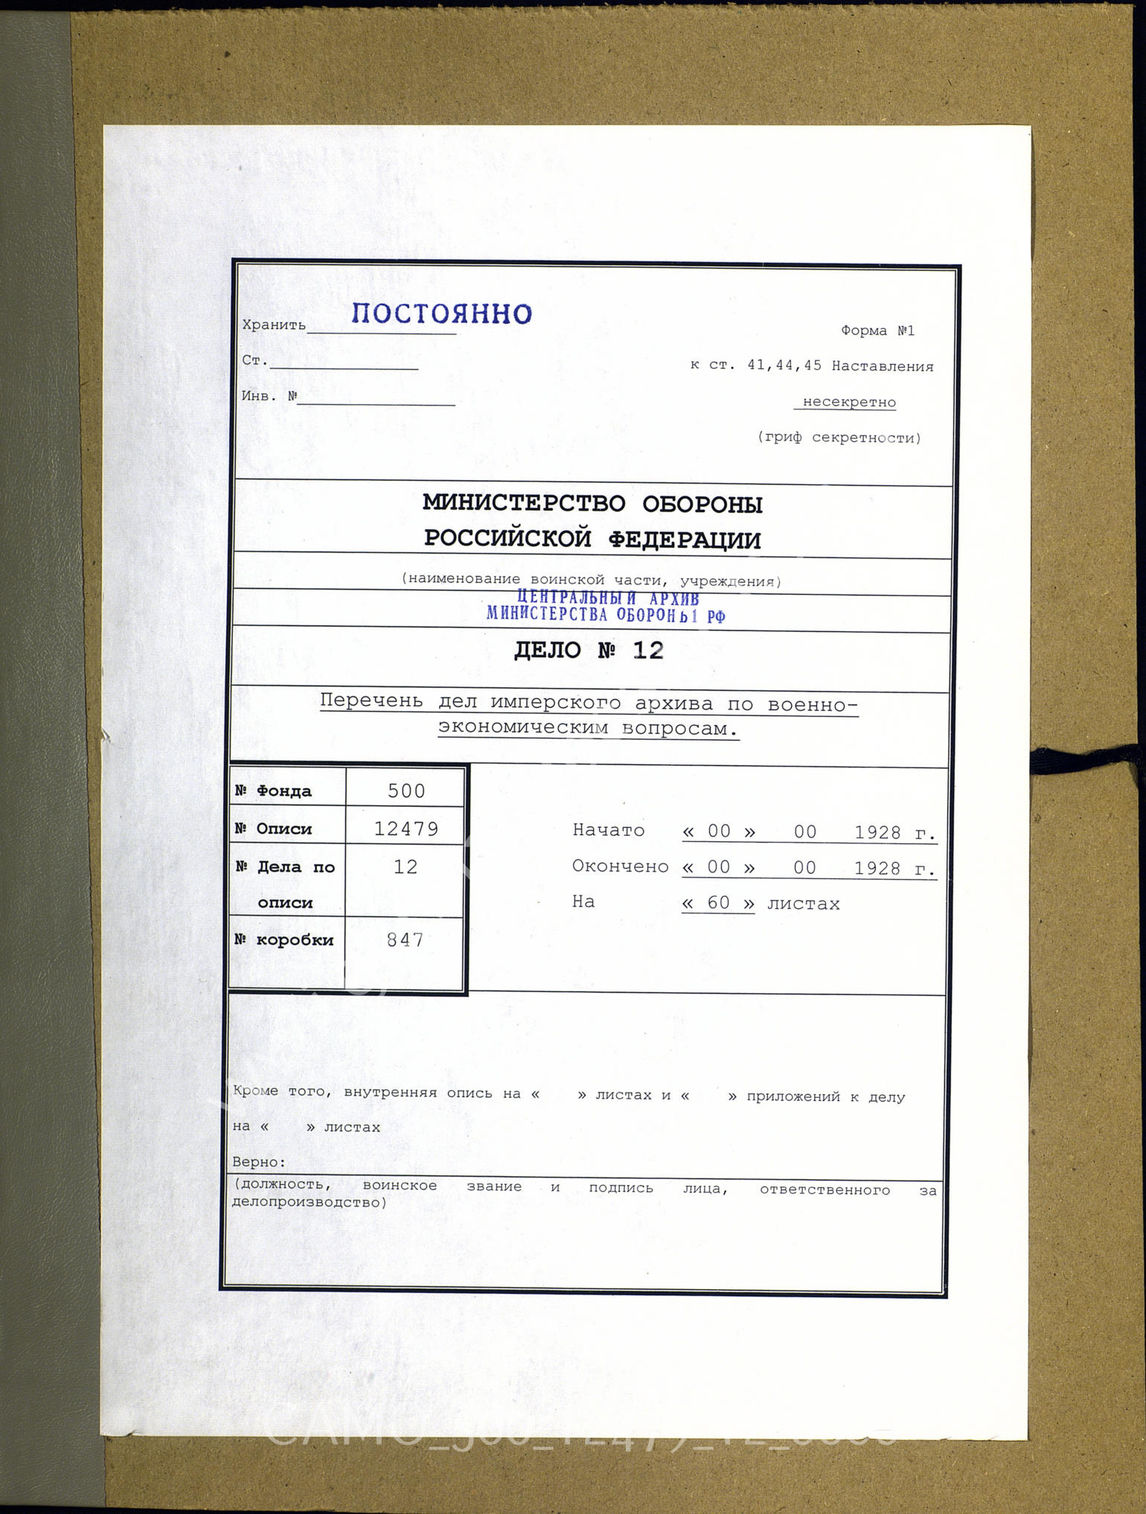 Хранить ПОСТОЯННО
Форма №1
Ст.
к ст. 41,44,45 Наставления
Инв. №
несекретно
(гриф секретности)
МИНИСТЕРСТВО ОБОРОНЫ
РОССИЙСКОЙ ФЕДЕРАЦИИ
(наименование воинской части, учреждения)
ЦЕНТРАЛЬНЫЙ АРХИВ
МИНИСТЕРСТВА ОБОРОНЫ РФ
ДЕЛО № 12
Перечень дел имперского архива по военно-
экономическим вопросам.
№ Фонда 500
№ Описи 12479
№ Дела по 12
описи
№ коробки 847
Начато « 00 » 00 1928 г.
Окончено « 00 » 00 1928 г.
На « 60 » листах
Кроме того, внутренняя опись на « » листах и « » приложений к делу
на « » листах
Верно:
(должность, воинское звание и подпись лица, ответственного за
делопроизводство)